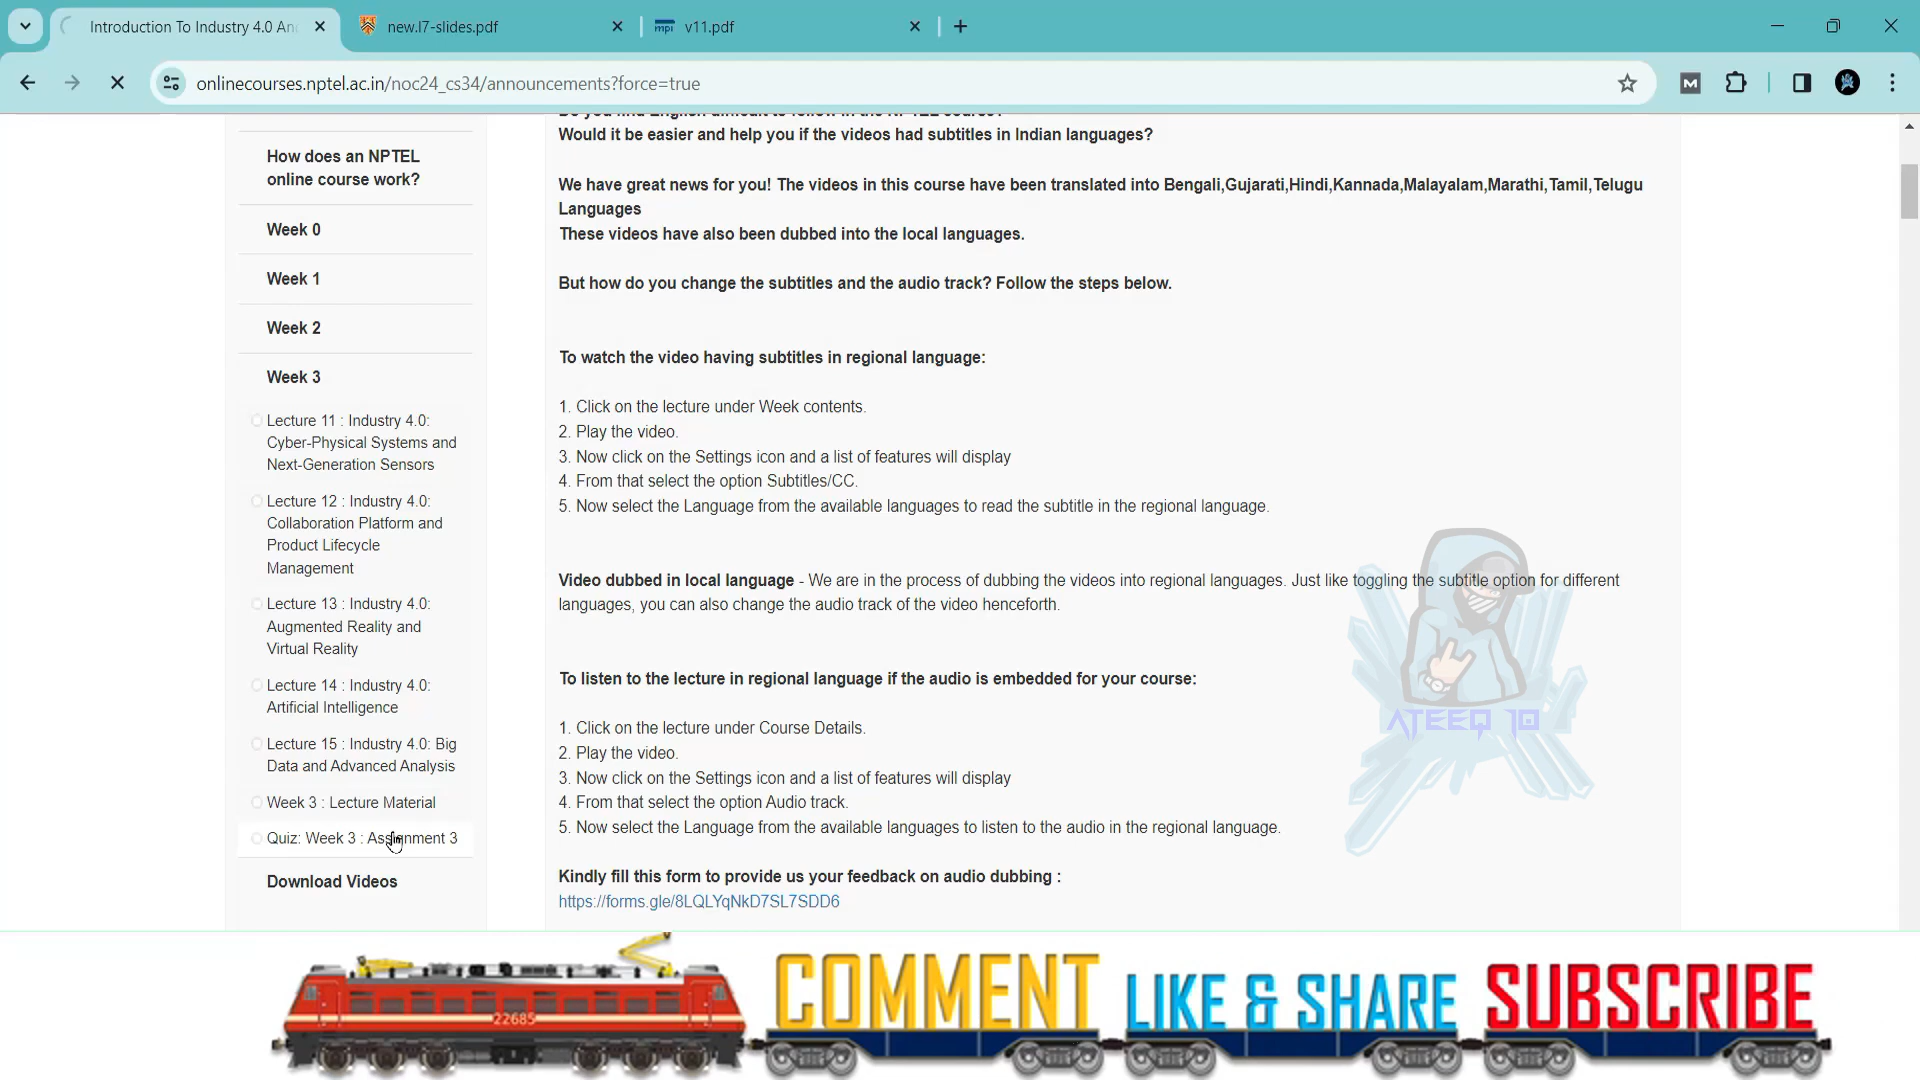 Introduction To Industry 4.0 An
new.l7-slides.pdf
mpi v11.pdf
onlinecourses.nptel.ac.in/noc24_cs34/announcements?force=true
M
How does an NPTEL
online course work?
Week 0
Week 1
Week 2
Week 3
Lecture 11 : Industry 4.0:
Cyber-Physical Systems and
Next-Generation Sensors
Lecture 12 : Industry 4.0:
Collaboration Platform and
Product Lifecycle
Management
Lecture 13 : Industry 4.0:
Augmented Reality and
Virtual Reality
Lecture 14 : Industry 4.0:
Artificial Intelligence
Lecture 15 : Industry 4.0: Big
Data and Advanced Analysis
Week 3 : Lecture Material
Quiz: Week 3 : Assignment 3
Download Videos
Do you find English difficult to follow in the NPTEL course?
Would it be easier and help you if the videos had subtitles in Indian languages?
We have great news for you! The videos in this course have been translated into Bengali,Gujarati,Hindi,Kannada,Malayalam,Marathi,Tamil,Telugu
Languages
These videos have also been dubbed into the local languages.
But how do you change the subtitles and the audio track? Follow the steps below.
To watch the video having subtitles in regional language:
1. Click on the lecture under Week contents.
2. Play the video.
3. Now click on the Settings icon and a list of features will display
4. From that select the option Subtitles/CC.
5. Now select the Language from the available languages to read the subtitle in the regional language.
Video dubbed in local language - We are in the process of dubbing the videos into regional languages. Just like toggling the subtitle option for different
languages, you can also change the audio track of the video henceforth.
To listen to the lecture in regional language if the audio is embedded for your course:
1. Click on the lecture under Course Details.
2. Play the video.
3. Now click on the Settings icon and a list of features will display
4. From that select the option Audio track.
5. Now select the Language from the available languages to listen to the audio in the regional language.
Kindly fill this form to provide us your feedback on audio dubbing :
https://forms.gle/8LQLYqNkD7SL7SDD6
ATEEQ 10
22685
COMMENT
LIKE & SHARE
SUBSCRIBE